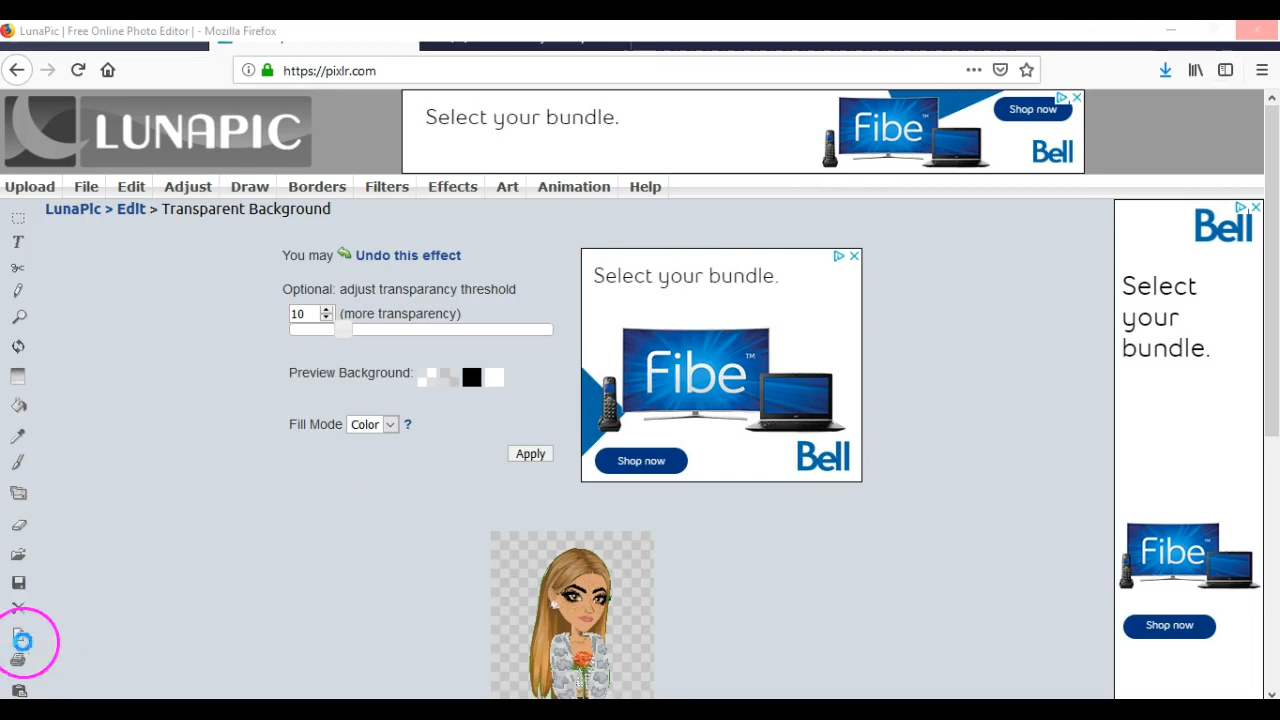 LunaPic | Free Online Photo Editor | - Mozilla Firefox
https://pixlr.com
LUNAPIC
Select your bundle.
Fibe™
Shop now
Bell
Upload File Edit Adjust Draw Borders Filters Effects Art Animation Help
LunaPic > Edit > Transparent Background
You may Undo this effect
Optional: adjust transparancy threshold
10 (more transparency)
Preview Background:
Fill Mode Color ?
Apply
Select your bundle.
Fibe™
Shop now
Bell
Bell
Select
your
bundle.
Fibe™
Shop now